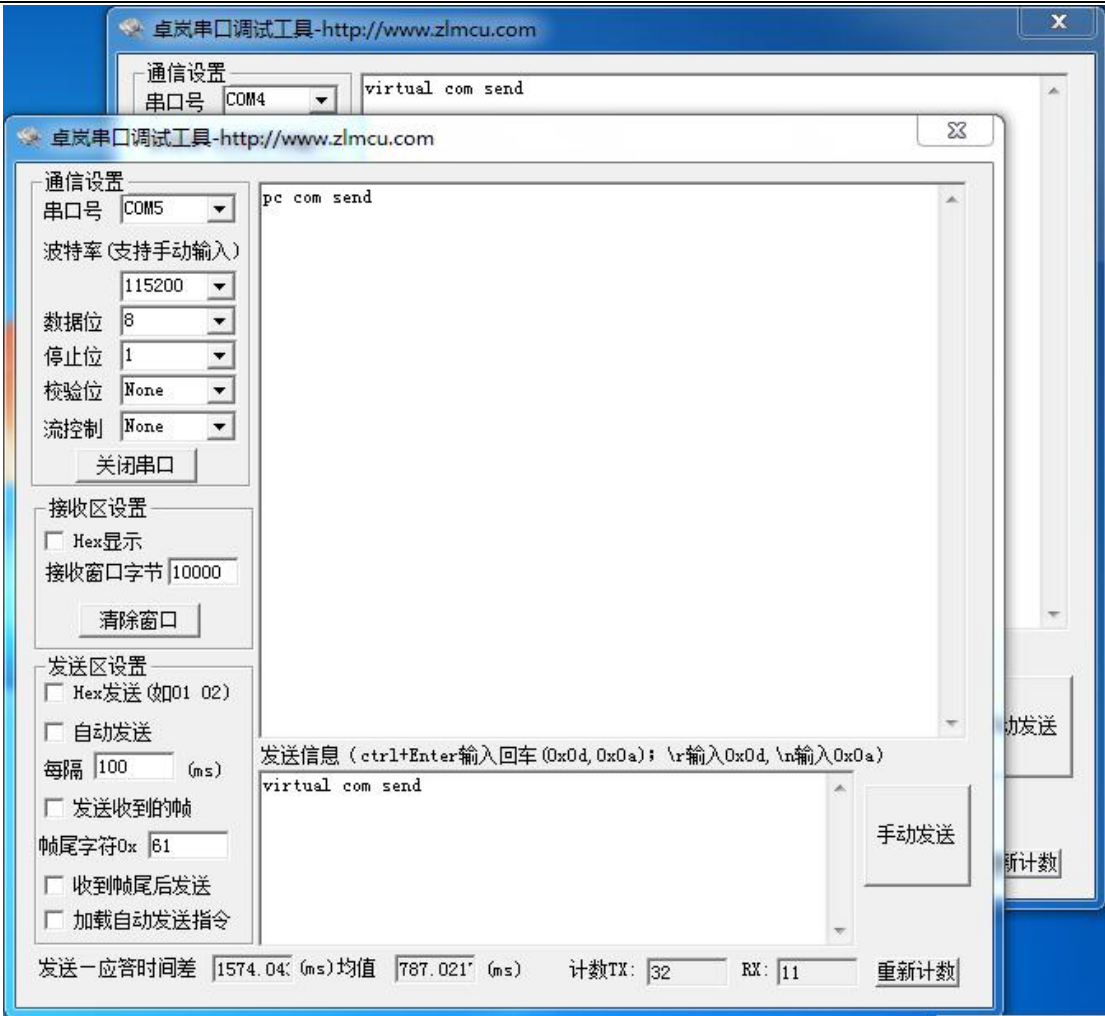 卓岚串口调试工具-http://www.zlmcu.com
通信设置
串口号 COM4
virtual com send
卓岚串口调试工具-http://www.zlmcu.com
通信设置
串口号 COM5
pc com send
波特率(支持手动输入)
115200
数据位 8
停止位 1
校验位 None
流控制 None
关闭串口
接收区设置
Hex显示
接收窗口字节 10000
清除窗口
发送区设置
Hex发送(如01 02)
自动发送
动发送
发送信息(ctrl+Enter输入回车(0x0d,0x0a); \r输入0x0d,\n输入0x0a)
每隔 100 (ms)
virtual com send
发送收到的帧
手动发送
帧尾字符0x 61
新计数
收到帧尾后发送
加载自动发送指令
发送一应答时间差 1574.04 (ms)均值 787.021 (ms) 计数TX: 32 RX: 11 重新计数